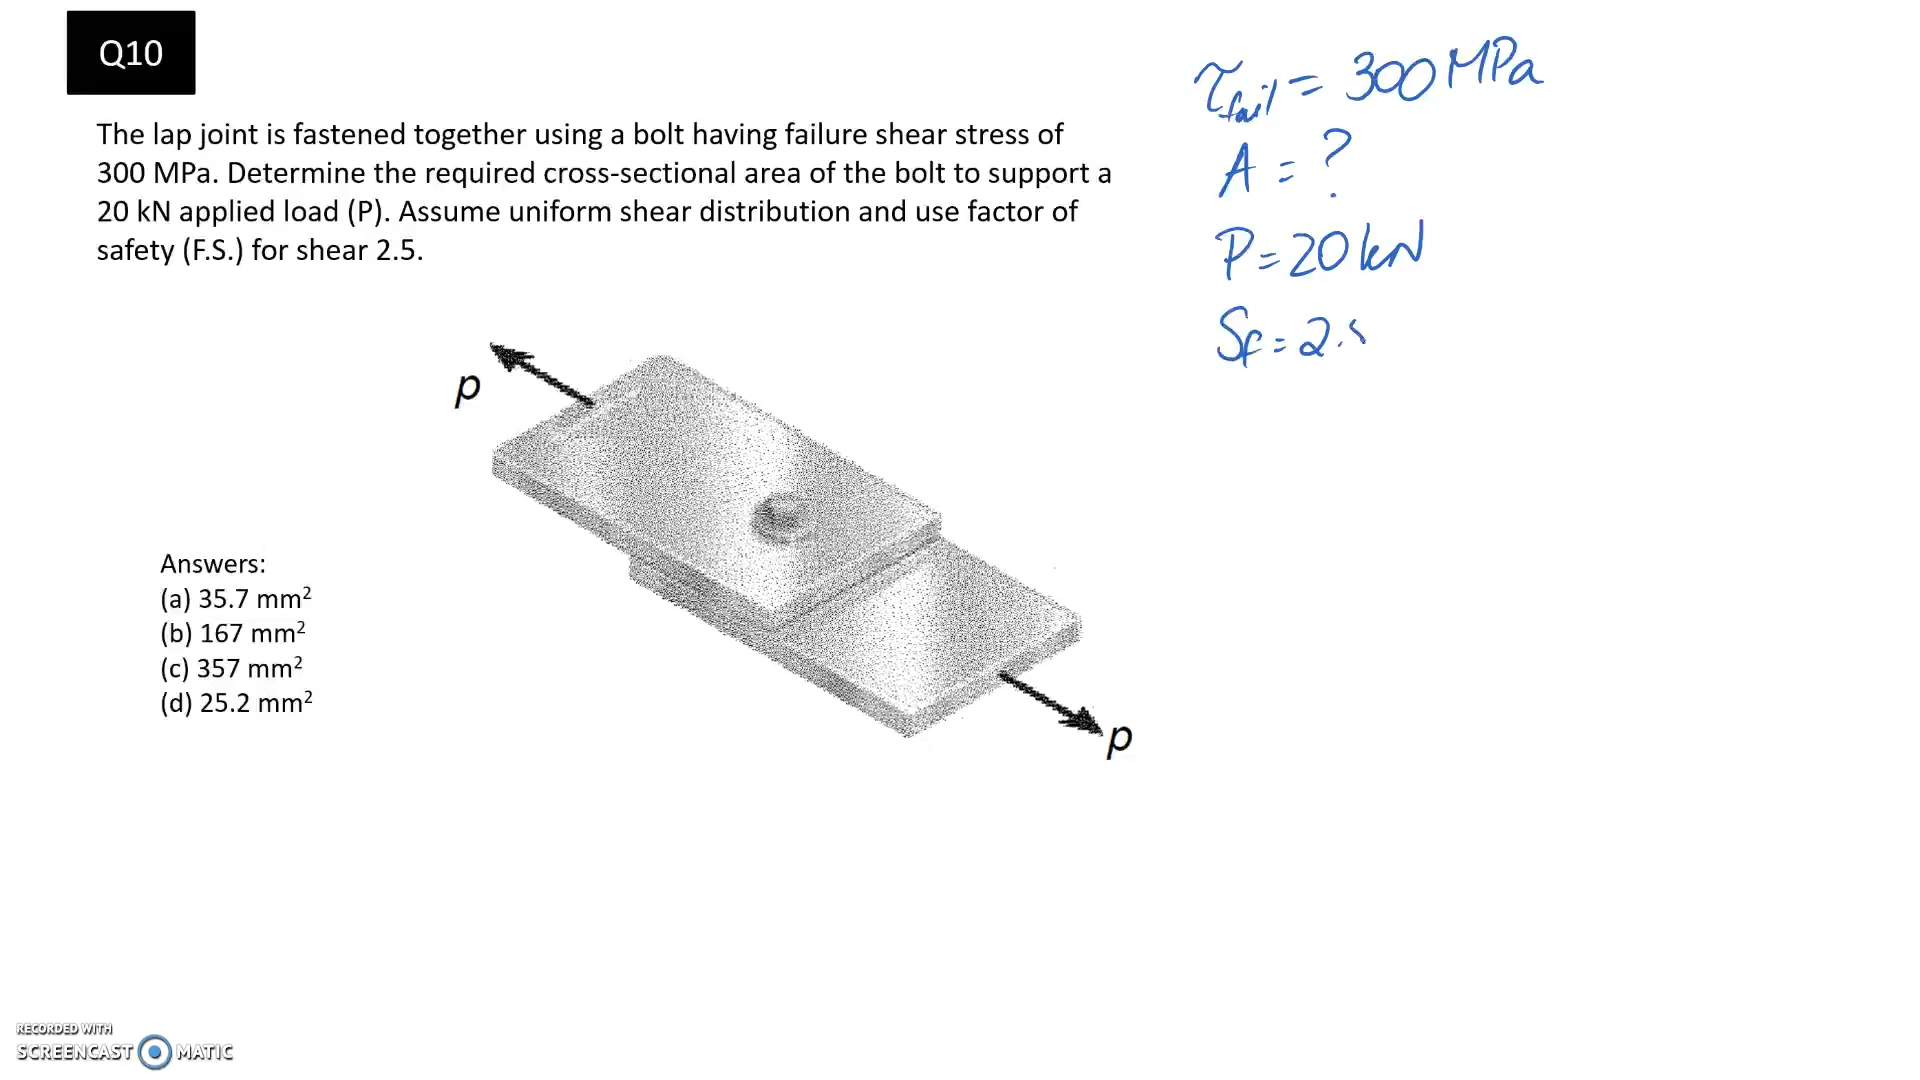 Q10
The lap joint is fastened together using a bolt having failure shear stress of
300 MPa. Determine the required cross-sectional area of the bolt to support a
20 kN applied load (P). Assume uniform shear distribution and use factor of
safety (F.S.) for shear 2.5.
τfail = 300 MPa
A = ?
P = 20 kN
Sf = 2.
p
p
Answers:
(a) 35.7 mm²
(b) 167 mm²
(c) 357 mm²
(d) 25.2 mm²
RECORDED WITH
SCREENCAST MATIC